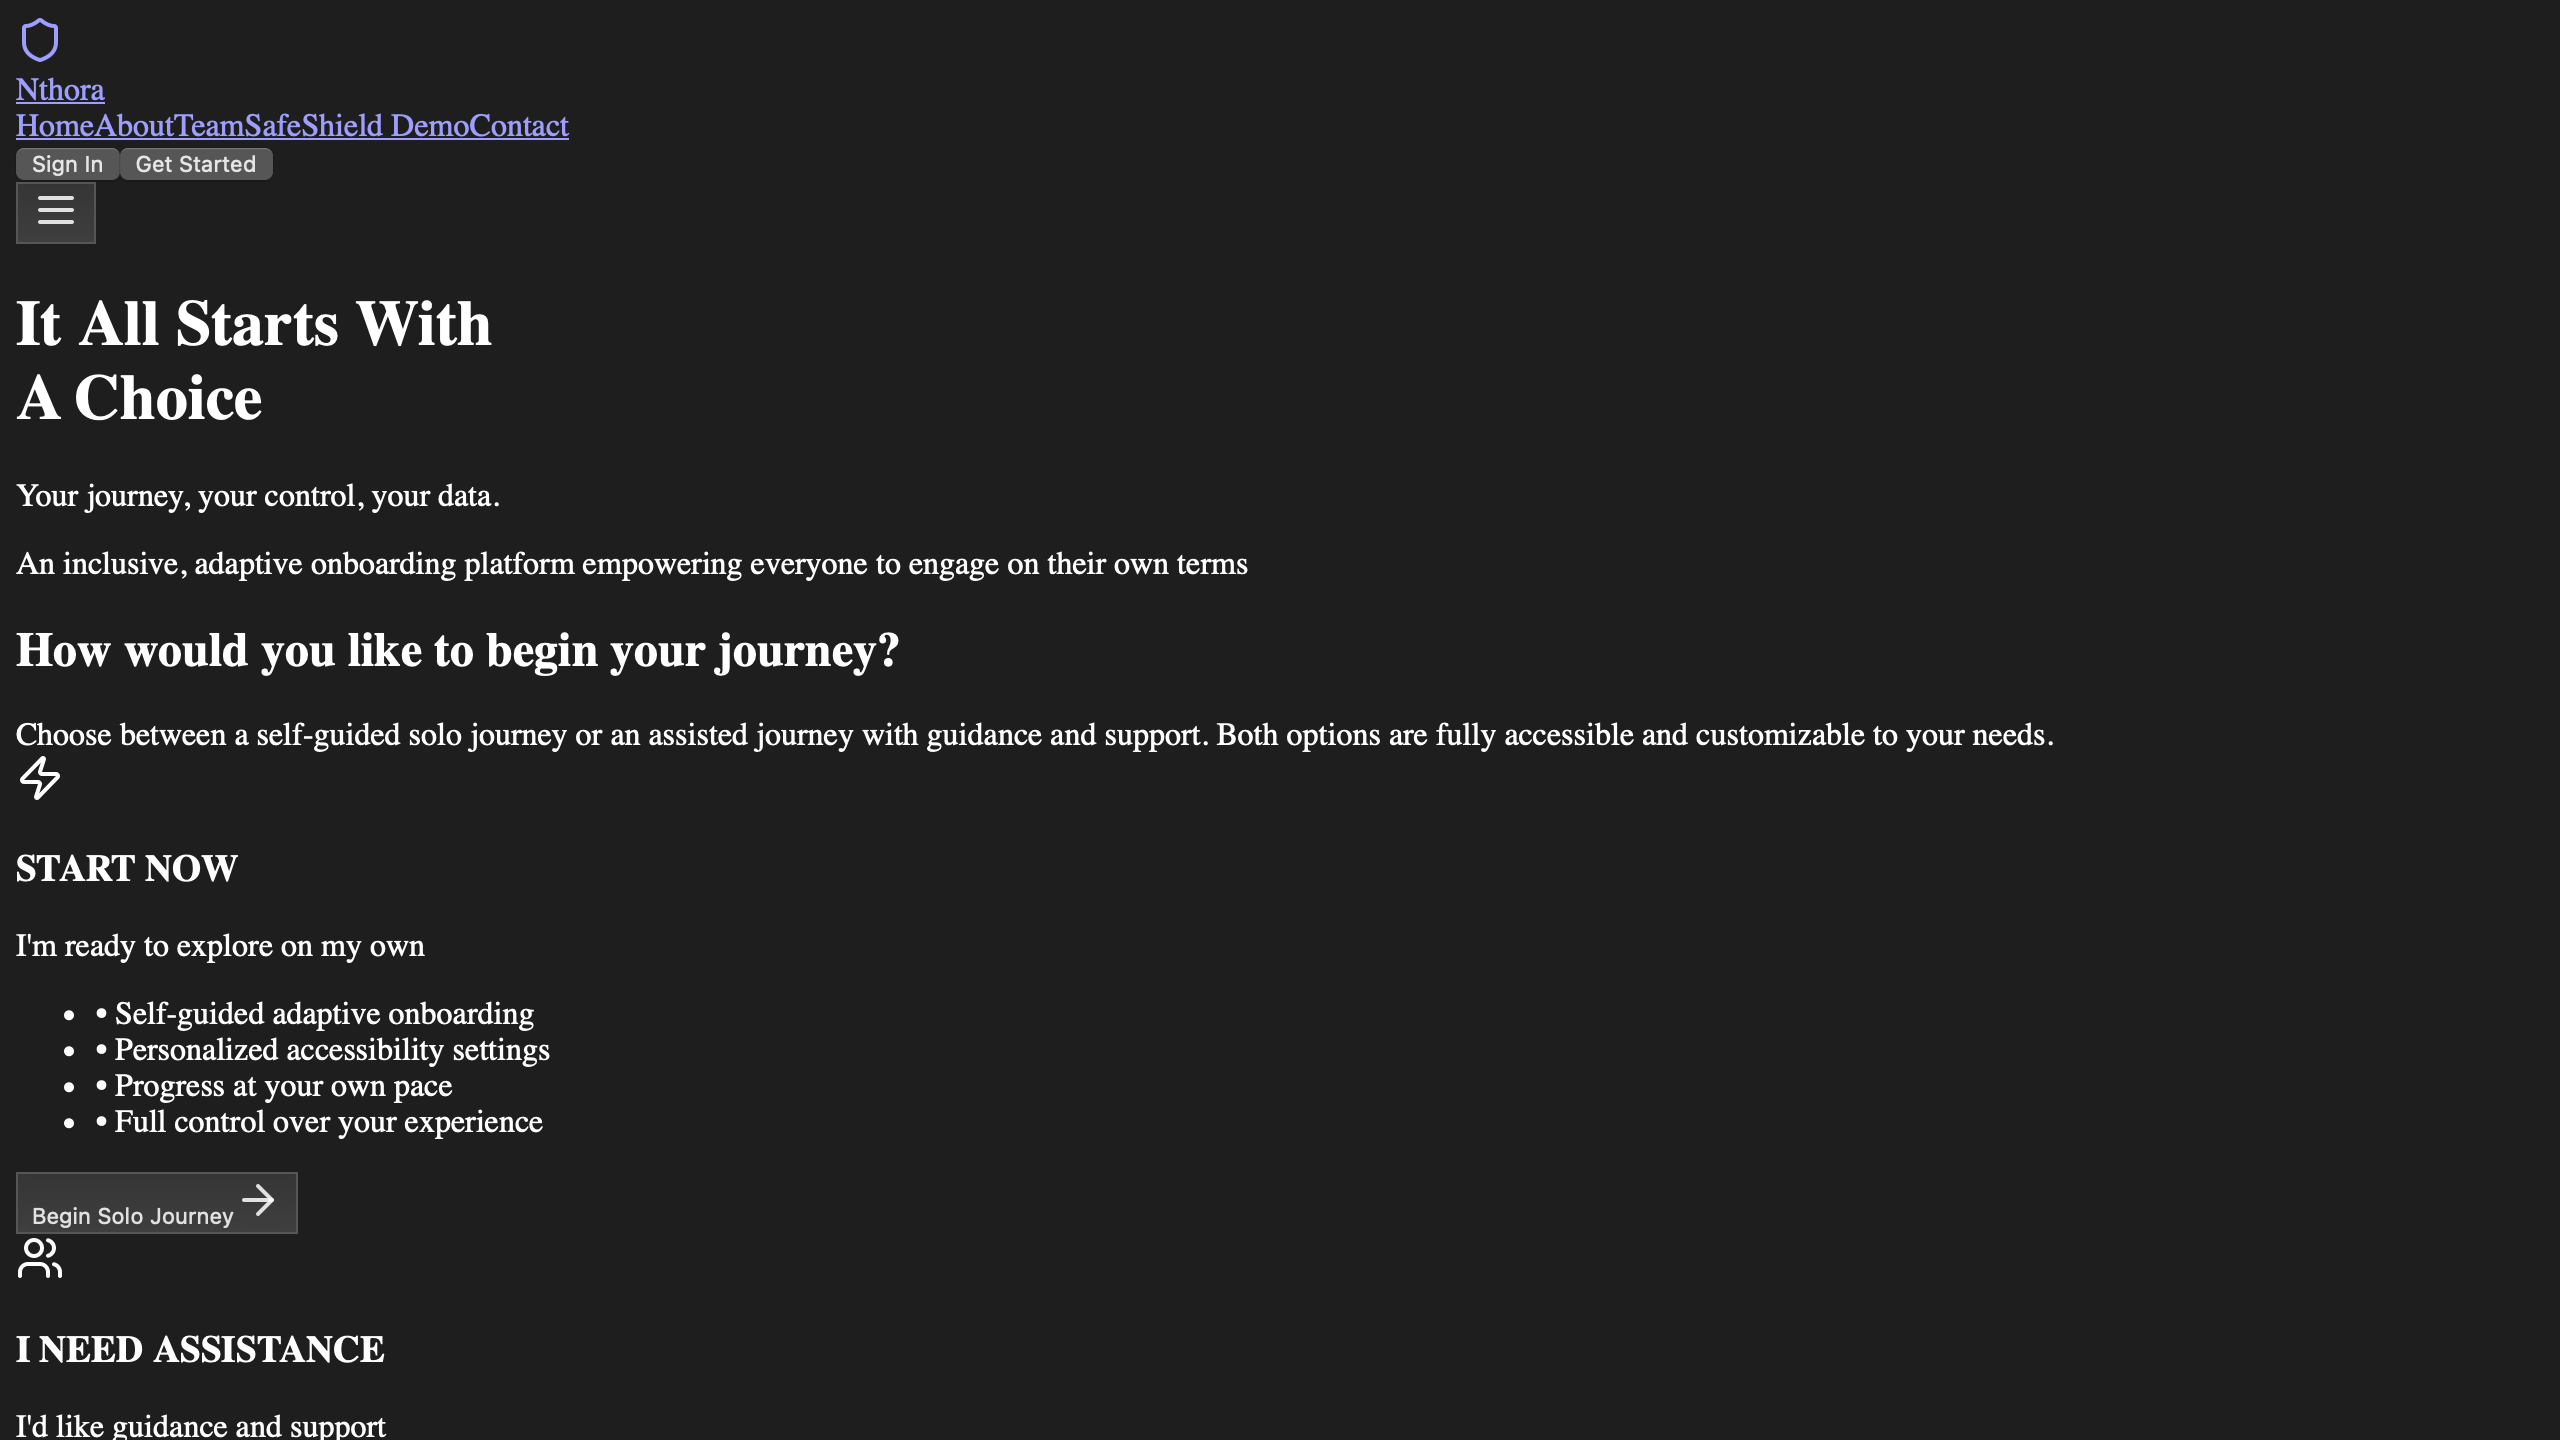 Nthora
HomeAboutTeamSafeShield DemoContact
Sign In Get Started
It All Starts With
A Choice
Your journey, your control, your data.
An inclusive, adaptive onboarding platform empowering everyone to engage on their own terms
How would you like to begin your journey?
Choose between a self-guided solo journey or an assisted journey with guidance and support. Both options are fully accessible and customizable to your needs.
START NOW
I'm ready to explore on my own
• • Self-guided adaptive onboarding
• • Personalized accessibility settings
• • Progress at your own pace
• • Full control over your experience
Begin Solo Journey
I NEED ASSISTANCE
I'd like guidance and support